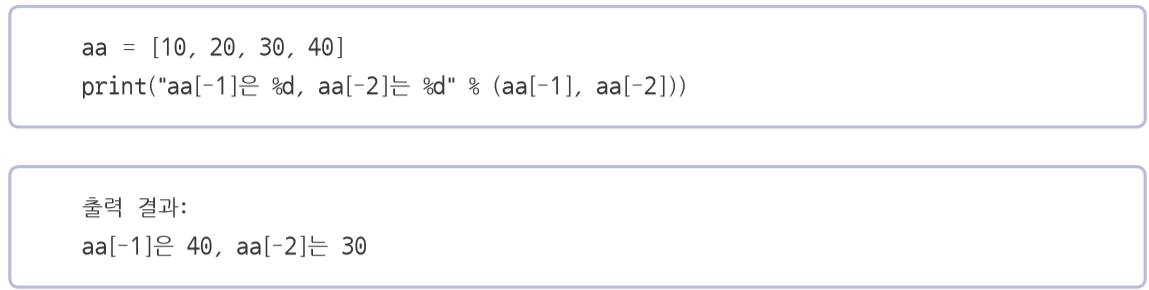 aa = [10, 20, 30, 40]
print("aa[-1]은 %d, aa[-2]는 %d" % (aa[-1], aa[-2]))
출력 결과:
aa[-1]은 40, aa[-2]는 30